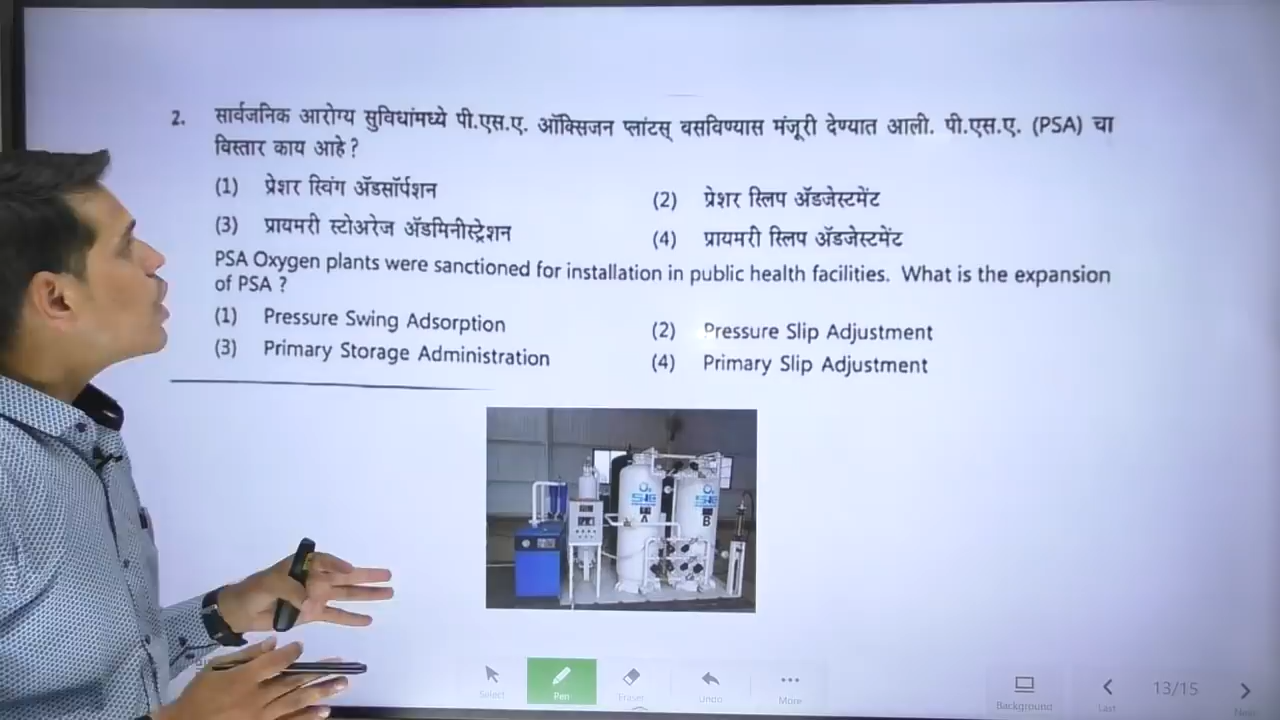 2. सार्वजनिक आरोग्य सुविधांमध्ये पी.एस.ए. ऑक्सिजन प्लांटस् बसविण्यास मंजूरी देण्यात आली. पी.एस.ए. (PSA) चा
विस्तार काय आहे ?
(1) प्रेशर स्विंग ॲडसॉर्पशन (2) प्रेशर स्लिप ॲडजेस्टमेंट
(3) प्रायमरी स्टोअरेज ॲडमिनीस्ट्रेशन (4) प्रायमरी स्लिप ॲडजेस्टमेंट
PSA Oxygen plants were sanctioned for installation in public health facilities. What is the expansion
of PSA ?
(1) Pressure Swing Adsorption (2) Pressure Slip Adjustment
(3) Primary Storage Administration (4) Primary Slip Adjustment
A
B
Select Pen Eraser Undo More Background Last 13/15 Next